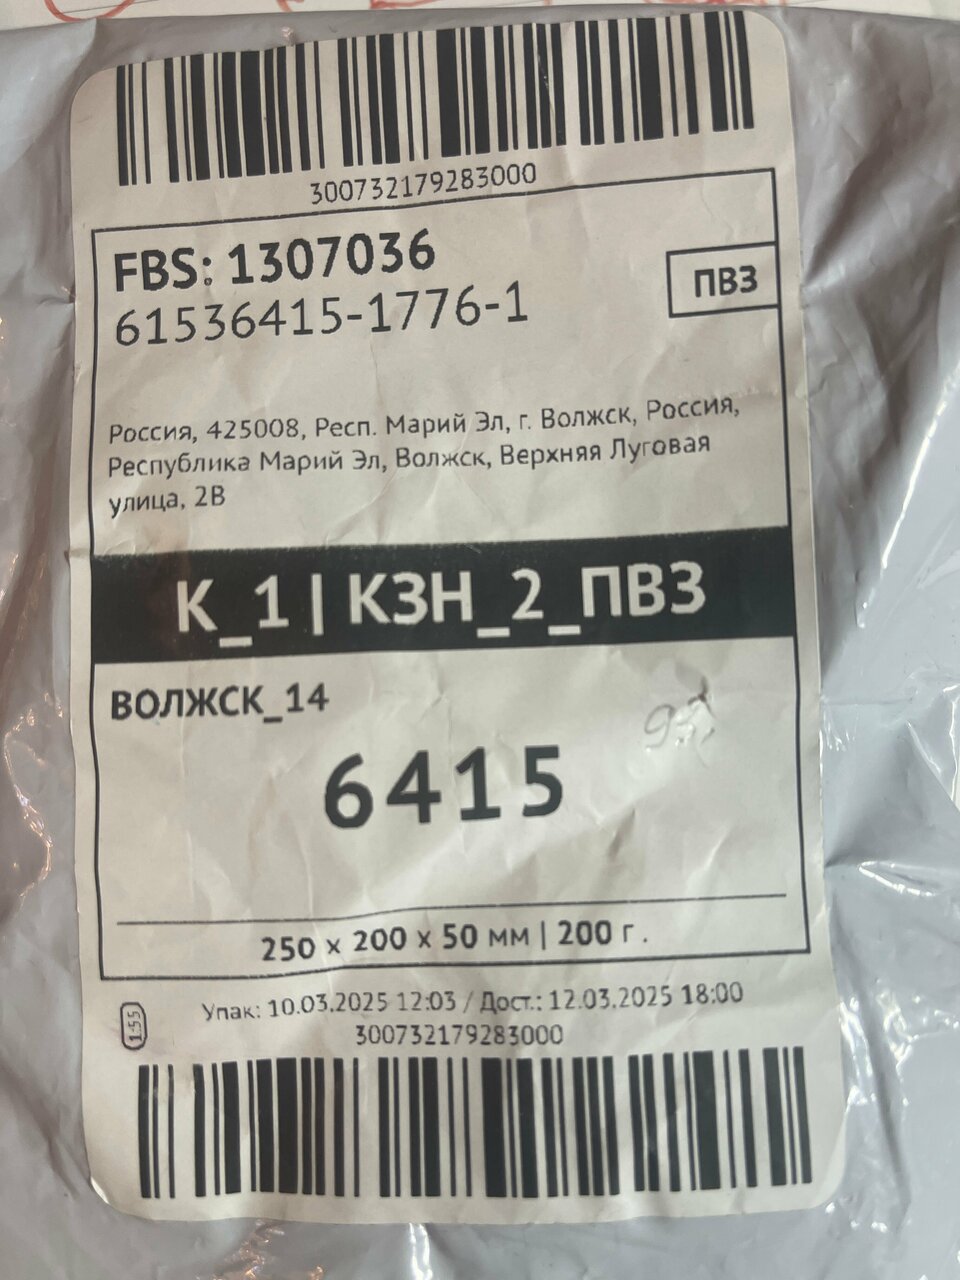 300732179283000
FBS: 1307036
ПВЗ
61536415-1776-1
Россия, 425008, Респ. Марий Эл, г. Волжск, Россия,
Республика Марий Эл, Волжск, Верхняя Луговая
улица, 2В
К_1 | КЗН_2_ПВЗ
ВОЛЖСК_14
6415
250 x 200 x 50 мм | 200 г.
1:55
Упак: 10.03.2025 12:03 / Дост.: 12.03.2025 18:00
300732179283000